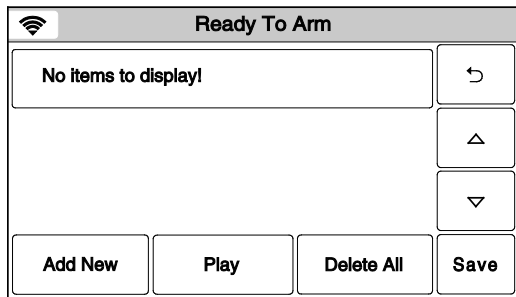 Ready To Arm
No items to display!
Add New
Play
Delete All
Save